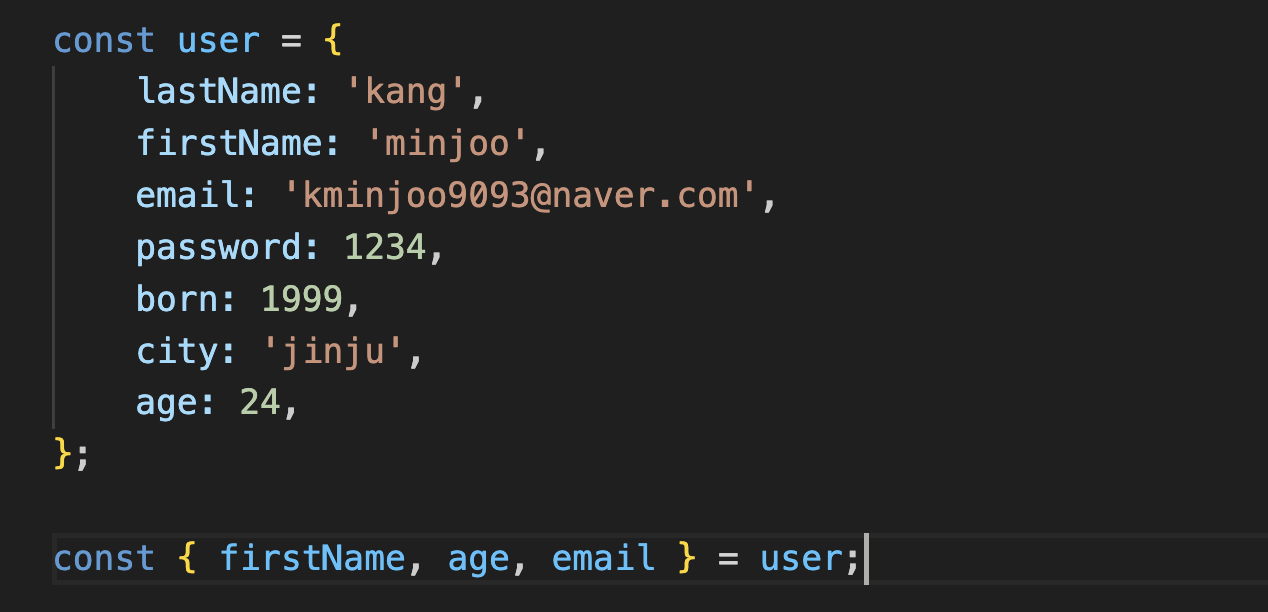 const user = {
    lastName: 'kang',
    firstName: 'minjoo',
    email: 'kminjoo9093@naver.com',
    password: 1234,
    born: 1999,
    city: 'jinju',
    age: 24,
};
const { firstName, age, email } = user;